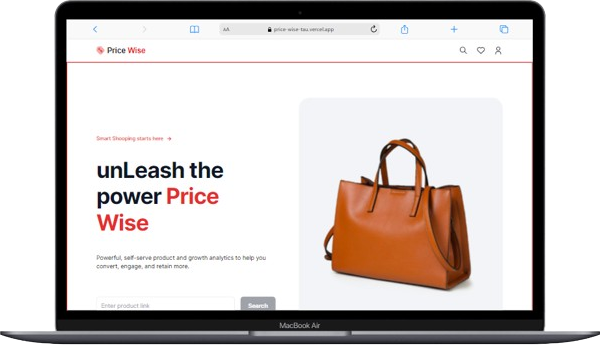 AA
price-wise-tau.vercel.app
Price Wise
Smart Shopping starts here →
unLeash the
power Price
Wise
Powerful, self-serve product and growth analytics to help you
convert, engage, and retain more.
Enter product link
Search
MacBook Air